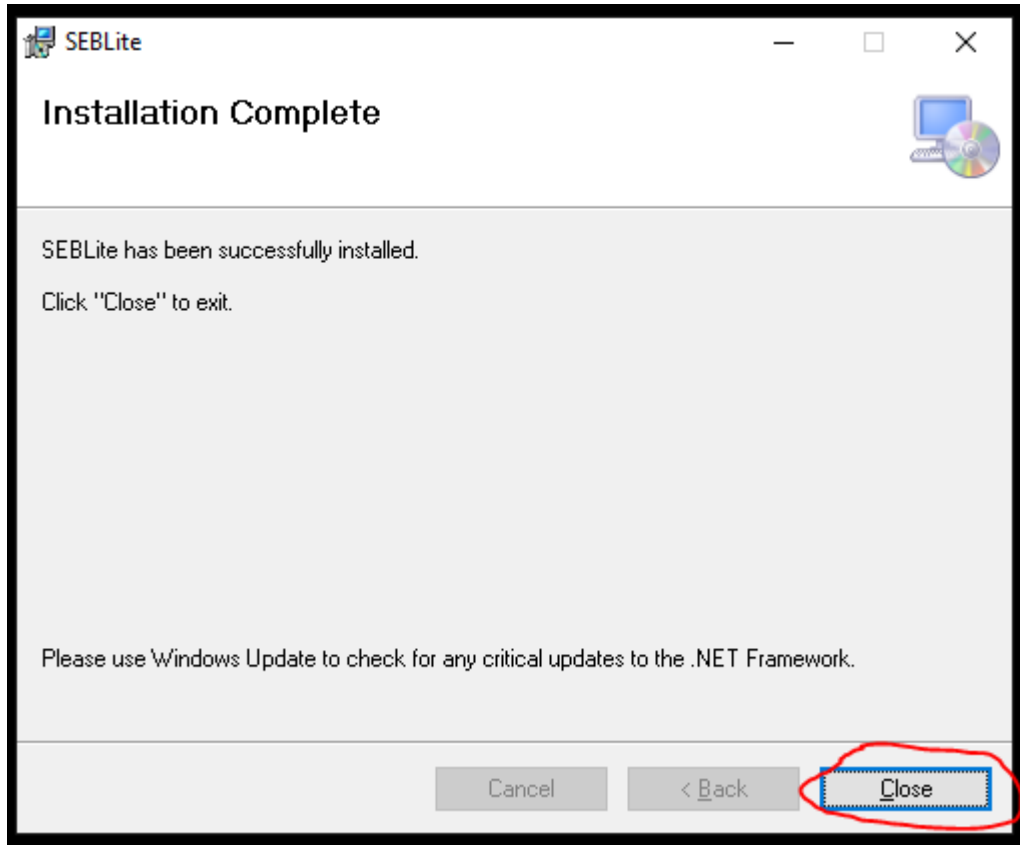 SEBLite
Installation Complete
SEBLite has been successfully installed.
Click "Close" to exit.
Please use Windows Update to check for any critical updates to the .NET Framework.
Cancel
< Back
Close